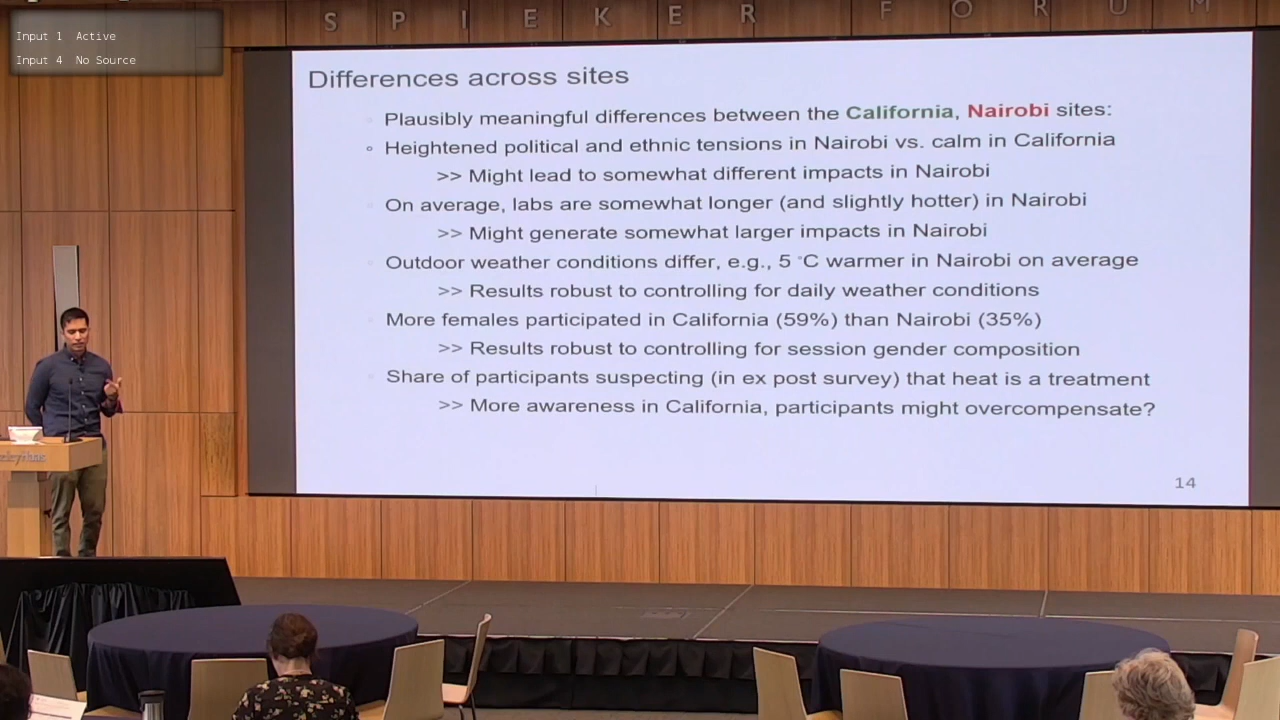 Input 1 Active
Input 4 No Source
SPIEKER FORUM
Differences across sites
Plausibly meaningful differences between the California, Nairobi sites:
Heightened political and ethnic tensions in Nairobi vs. calm in California
>> Might lead to somewhat different impacts in Nairobi
On average, labs are somewhat longer (and slightly hotter) in Nairobi
>> Might generate somewhat larger impacts in Nairobi
Outdoor weather conditions differ, e.g., 5 °C warmer in Nairobi on average
>> Results robust to controlling for daily weather conditions
More females participated in California (59%) than Nairobi (35%)
>> Results robust to controlling for session gender composition
Share of participants suspecting (in ex post survey) that heat is a treatment
>> More awareness in California, participants might overcompensate?
14